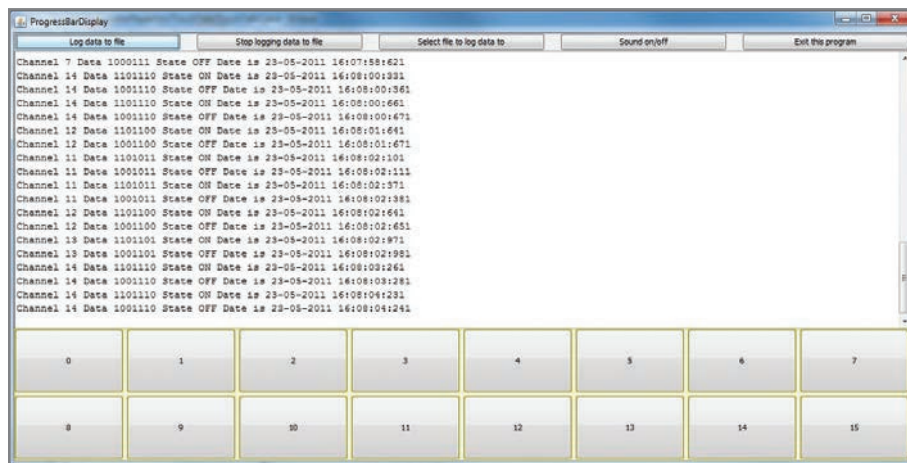 ProgressBarDisplay
Log data to file Stop logging data to file Select file to log data to Sound on/off Exit this program
Channel 7 Data 1000111 State OFF Date is 23-05-2011 16:07:58:621
Channel 14 Data 1101110 State ON Date is 23-05-2011 16:08:00:331
Channel 14 Data 1001110 State OFF Date is 23-05-2011 16:08:00:361
Channel 14 Data 1101110 State ON Date is 23-05-2011 16:08:00:661
Channel 14 Data 1001110 State OFF Date is 23-05-2011 16:08:00:671
Channel 12 Data 1101100 State ON Date is 23-05-2011 16:08:01:641
Channel 12 Data 1001100 State OFF Date is 23-05-2011 16:08:01:671
Channel 11 Data 1101011 State ON Date is 23-05-2011 16:08:02:101
Channel 11 Data 1001011 State OFF Date is 23-05-2011 16:08:02:111
Channel 11 Data 1101011 State ON Date is 23-05-2011 16:08:02:371
Channel 11 Data 1001011 State OFF Date is 23-05-2011 16:08:02:381
Channel 12 Data 1101100 State ON Date is 23-05-2011 16:08:02:641
Channel 12 Data 1001100 State OFF Date is 23-05-2011 16:08:02:651
Channel 13 Data 1101101 State ON Date is 23-05-2011 16:08:02:971
Channel 13 Data 1001101 State OFF Date is 23-05-2011 16:08:02:981
Channel 14 Data 1101110 State ON Date is 23-05-2011 16:08:03:261
Channel 14 Data 1001110 State OFF Date is 23-05-2011 16:08:03:281
Channel 14 Data 1101110 State ON Date is 23-05-2011 16:08:04:231
Channel 14 Data 1001110 State OFF Date is 23-05-2011 16:08:04:241
0 1 2 3 4 5 6 7
8 9 10 11 12 13 14 15